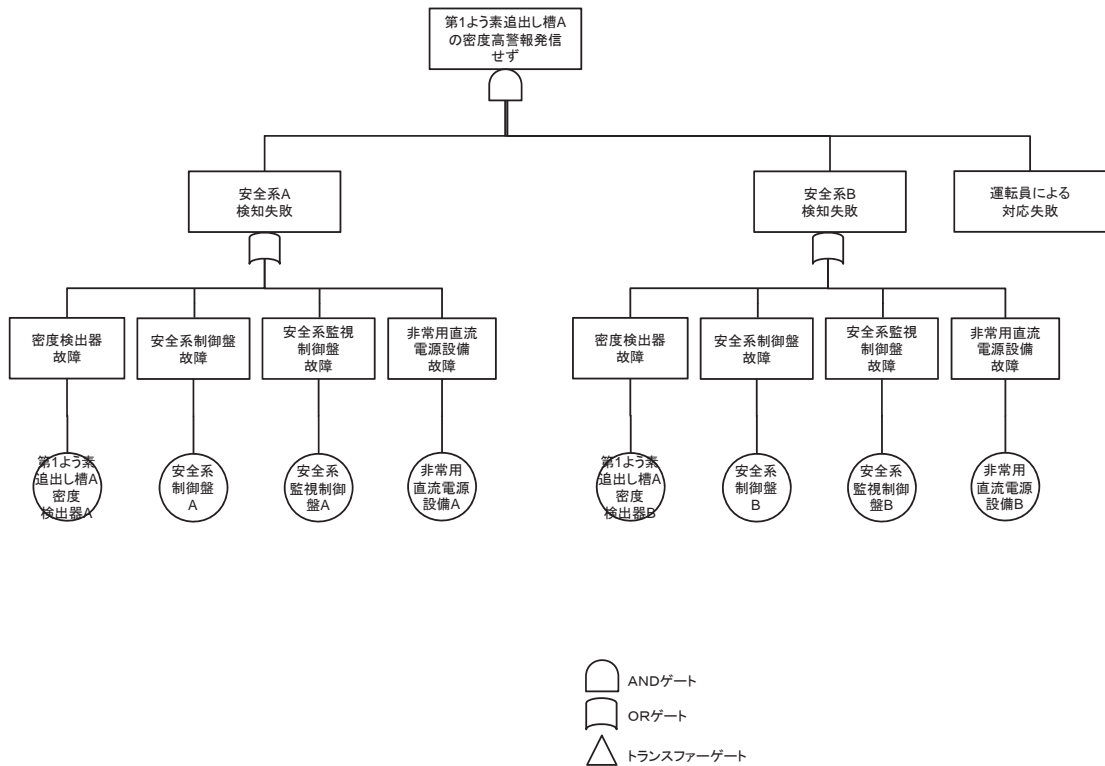 第1よう素追出し槽A
の密度高警報発信
せず
安全系A
検知失敗
安全系B
検知失敗
運転員による
対応失敗
密度検出器
故障
安全系制御盤
故障
安全系監視
制御盤
故障
非常用直流
電源設備
故障
密度検出器
故障
安全系制御盤
故障
安全系監視
制御盤
故障
非常用直流
電源設備
故障
第1よう素
追出し槽A
密度
検出器A
安全系
制御盤
A
安全系
監視制御
盤A
非常用
直流電源
設備A
第1よう素
追出し槽A
密度
検出器B
安全系
制御盤
B
安全系
監視制御
盤B
非常用
直流電源
設備B
ANDゲート
ORゲート
トランスファーゲート